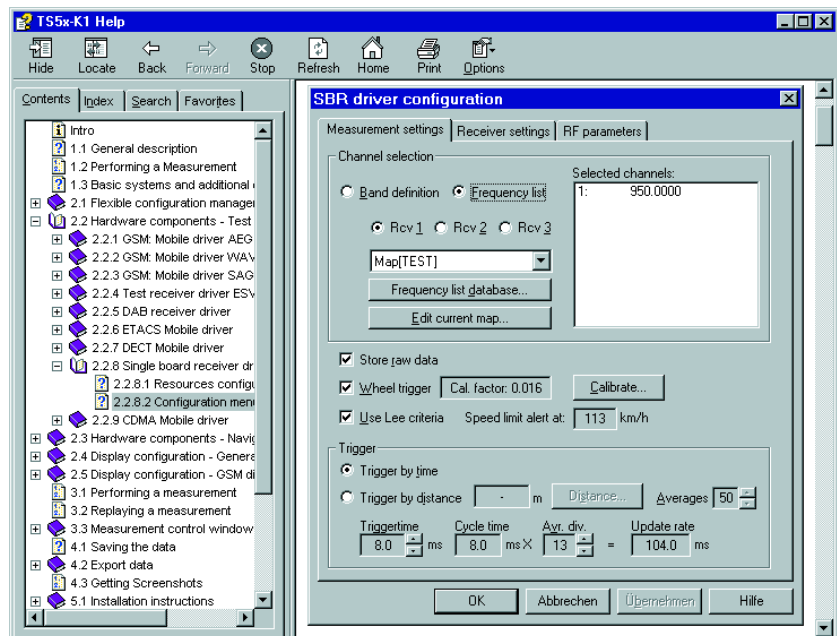 TS5x-K1 Help
Hide Locate Back Forward Stop Refresh Home Print Options
Contents Index Search Favorites
Intro
1.1 General description
1.2 Performing a Measurement
1.3 Basic systems and additional
2.1 Flexible configuration manager
2.2 Hardware components - Test
2.2.1 GSM: Mobile driver AEG
2.2.2 GSM: Mobile driver WAV
2.2.3 GSM: Mobile driver SAG
2.2.4 Test receiver driver ESV
2.2.5 DAB receiver driver
2.2.6 ETACS Mobile driver
2.2.7 DECT Mobile driver
2.2.8 Single board receiver dr
2.2.8.1 Resources configu
2.2.8.2 Configuration men
2.2.9 CDMA Mobile driver
2.3 Hardware components - Navig
2.4 Display configuration - Genera
2.5 Display configuration - GSM di
3.1 Performing a measurement
3.2 Replaying a measurement
3.3 Measurement control window
4.1 Saving the data
4.2 Export data
4.3 Getting Screenshots
5.1 Installation instructions
SBR driver configuration
Measurement settings Receiver settings RF parameters
Channel selection
Band definition Frequency list
Rcv 1 Rcv 2 Rcv 3
Map[TEST]
Frequency list database...
Edit current map...
Selected channels:
1: 950.0000
Store raw data
Wheel trigger Cal. factor: 0.016 Calibrate...
Use Lee criteria Speed limit alert at: 113 km/h
Trigger
Trigger by time
Trigger by distance - m Distance... Averages 50
Triggertime Cycle time Avr. div. Update rate
8.0 ms 8.0 ms X 13 = 104.0 ms
OK Abbrechen Übernehmen Hilfe